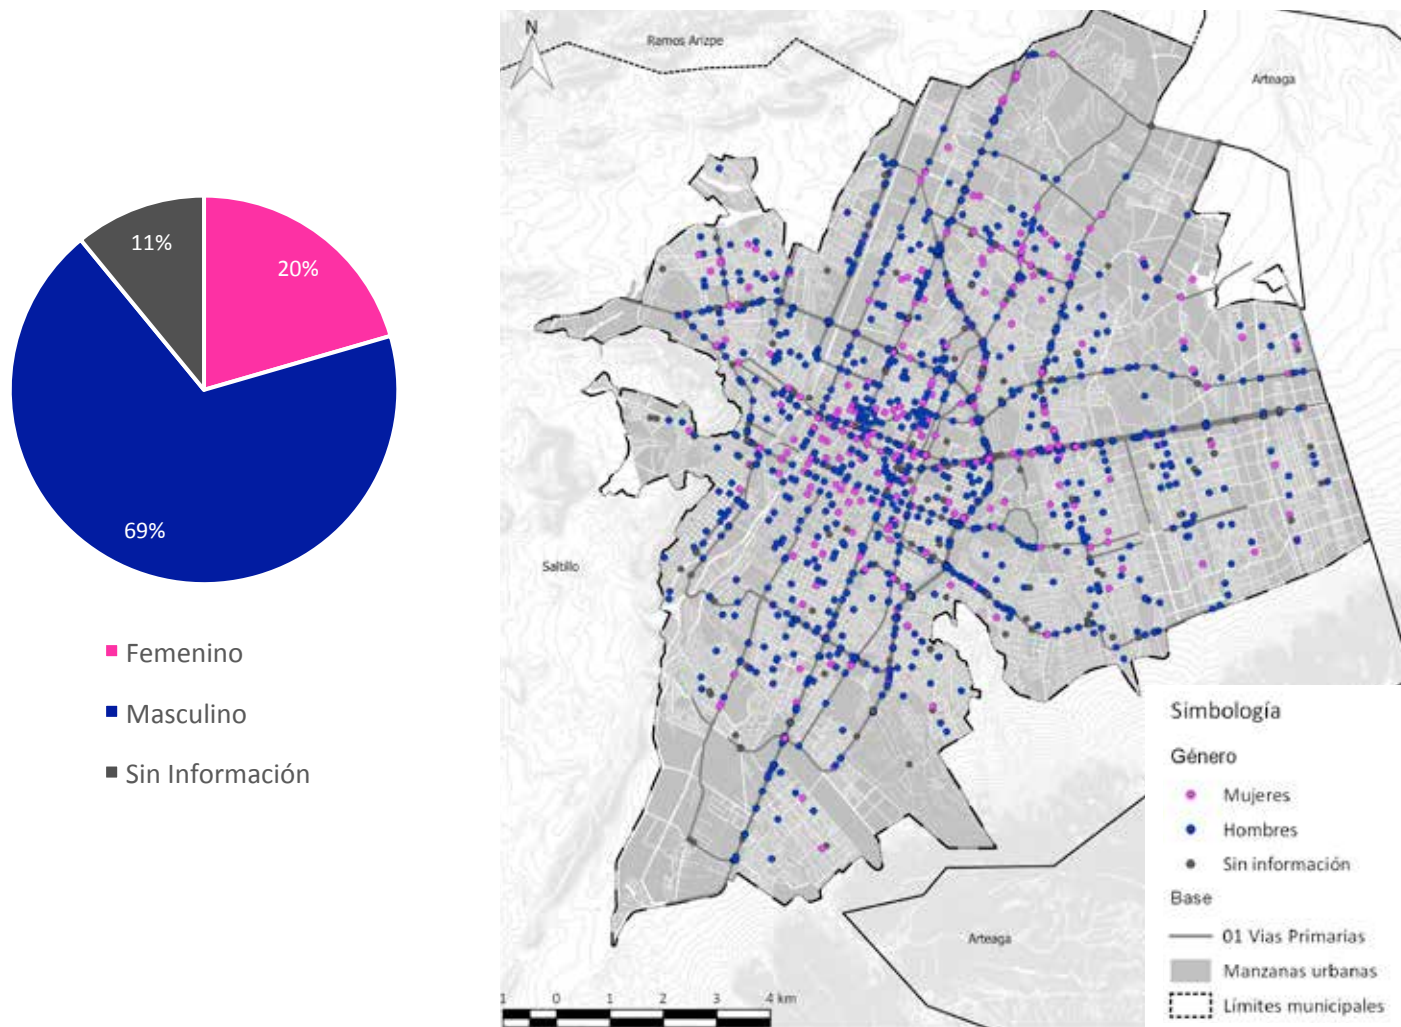 11%
20%
69%
Femenino
Masculino
Sin Información
N
Ramos Arizpe
Arteaga
Saltillo
Arteaga
1 0 1 2 3 4 km
Simbología
Género
Mujeres
Hombres
Sin información
Base
01 Vias Primarias
Manzanas urbanas
Límites municipales